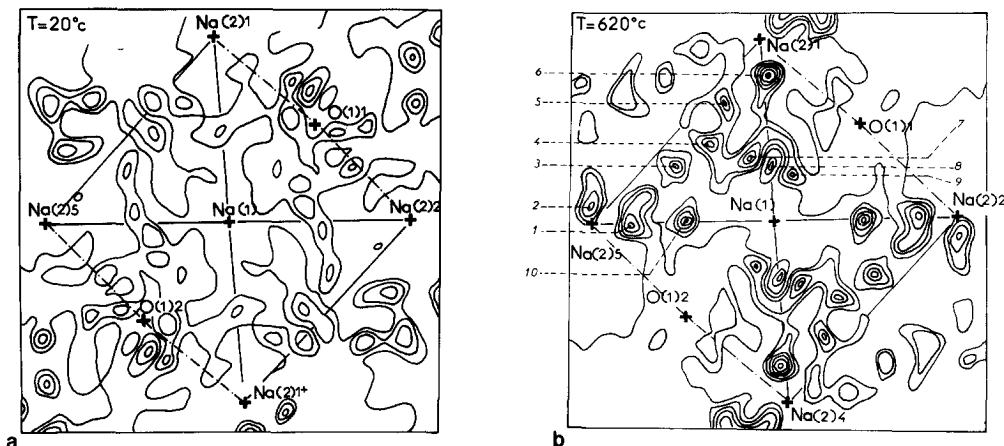 T=20°c
Na(2)1
O(1)1
Na(2)5
Na(1)
Na(2)2
O(1)2
Na(2)1+
a
T=620°c
Na(2)1
6
5
O(1)1
7
4
3
8
9
2
Na(1)
Na(2)2
1
Na(2)5
10
O(1)2
Na(2)4
b